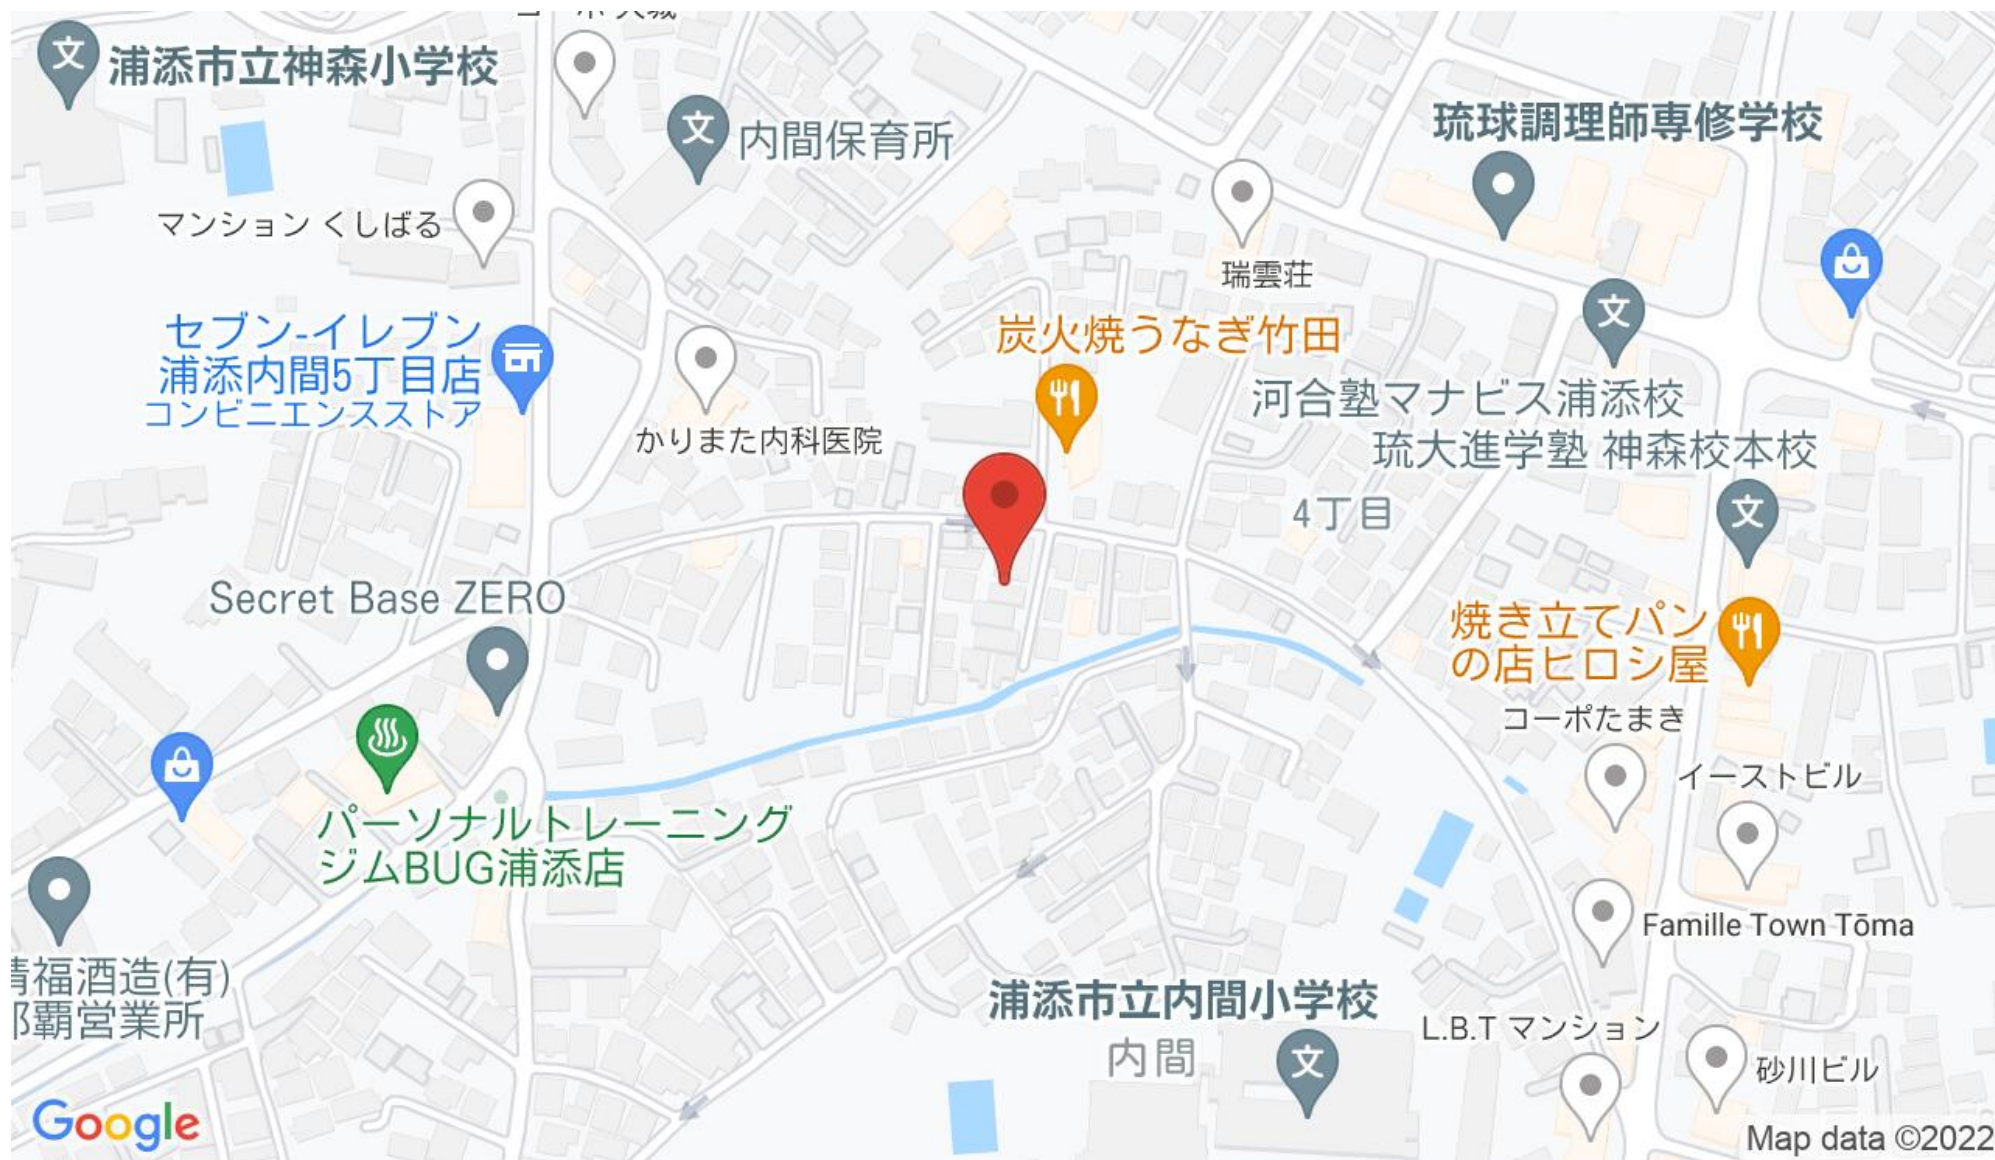 浦添市立神森小学校
内間保育所
琉球調理師専修学校
マンション くしばる
瑞雲荘
セブン-イレブン
浦添内間5丁目店
コンビニエンスストア
炭火焼うなぎ竹田
かりまた内科医院
河合塾マナビス浦添校
琉大進学塾 神森校本校
4丁目
Secret Base ZERO
焼き立てパン
の店ヒロシ屋
コーポたまき
イーストビル
パーソナルトレーニング
ジムBUG浦添店
Famille Town Tōma
福酒造(有)
覇営業所
浦添市立内間小学校
内間
L.B.T マンション
砂川ビル
Google
Map data ©2022